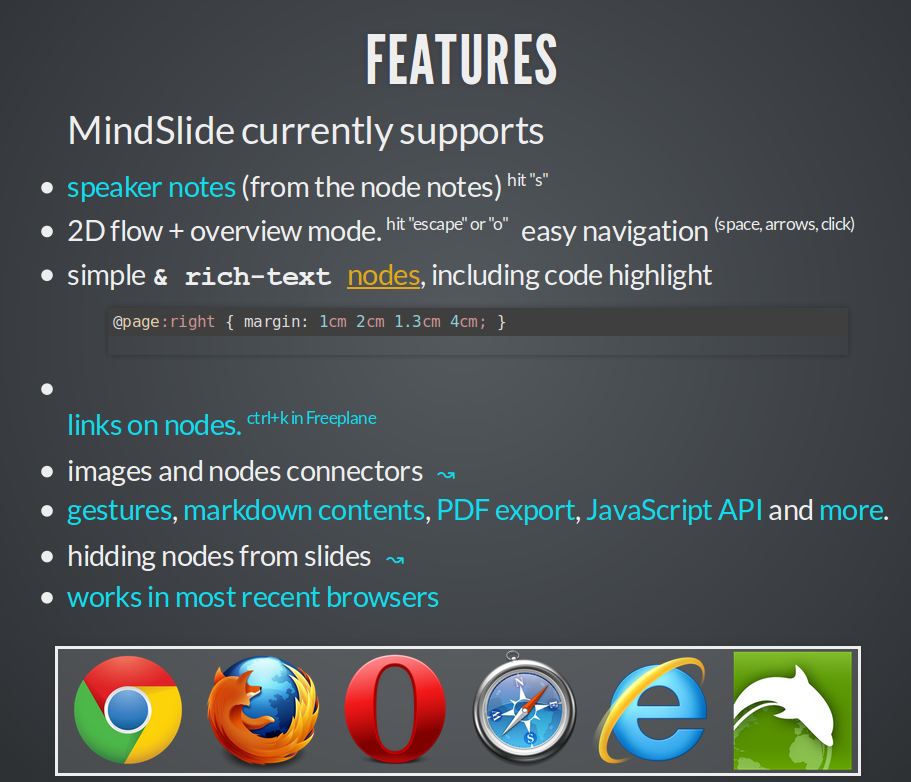 FEATURES
MindSlide currently supports
speaker notes (from the node notes) hit "s"
2D flow + overview mode. hit "escape" or "o" easy navigation (space, arrows, click)
simple & rich-text nodes, including code highlight
@page:right { margin: 1cm 2cm 1.3cm 4cm; }
links on nodes. ctrl+k in Freeplane
images and nodes connectors ↝
gestures, markdown contents, PDF export, JavaScript API and more.
hidding nodes from slides ↝
works in most recent browsers
N
W
E
S